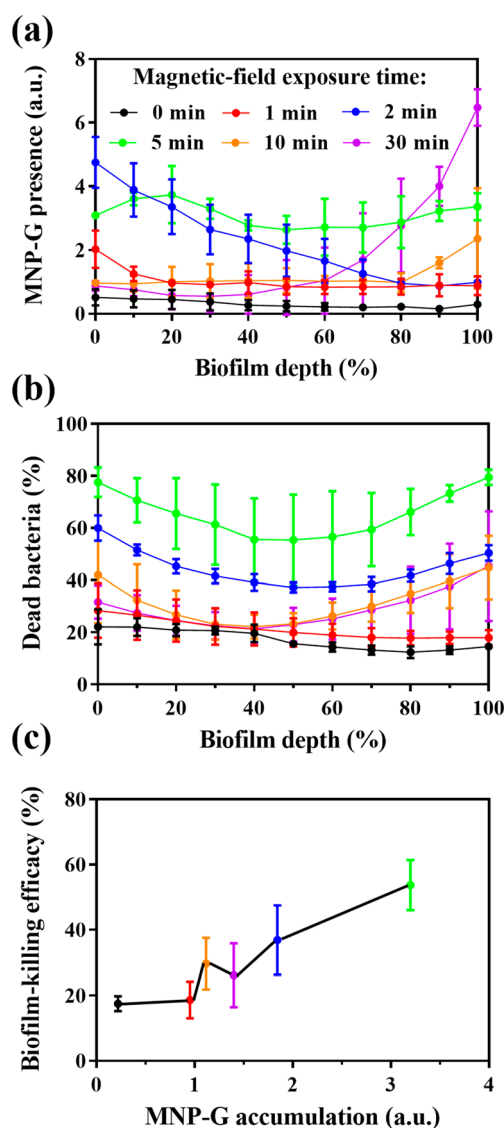 (a)
MNP-G presence (a.u.)
8
6
4
2
0
Magnetic-field exposure time:
0 min 1 min 2 min
5 min 10 min 30 min
0 20 40 60 80 100
Biofilm depth (%)
(b)
Dead bacteria (%)
100
80
60
40
20
0
0 20 40 60 80 100
Biofilm depth (%)
(c)
Biofilm-killing efficacy (%)
80
60
40
20
0
0 1 2 3 4
MNP-G accumulation (a.u.)